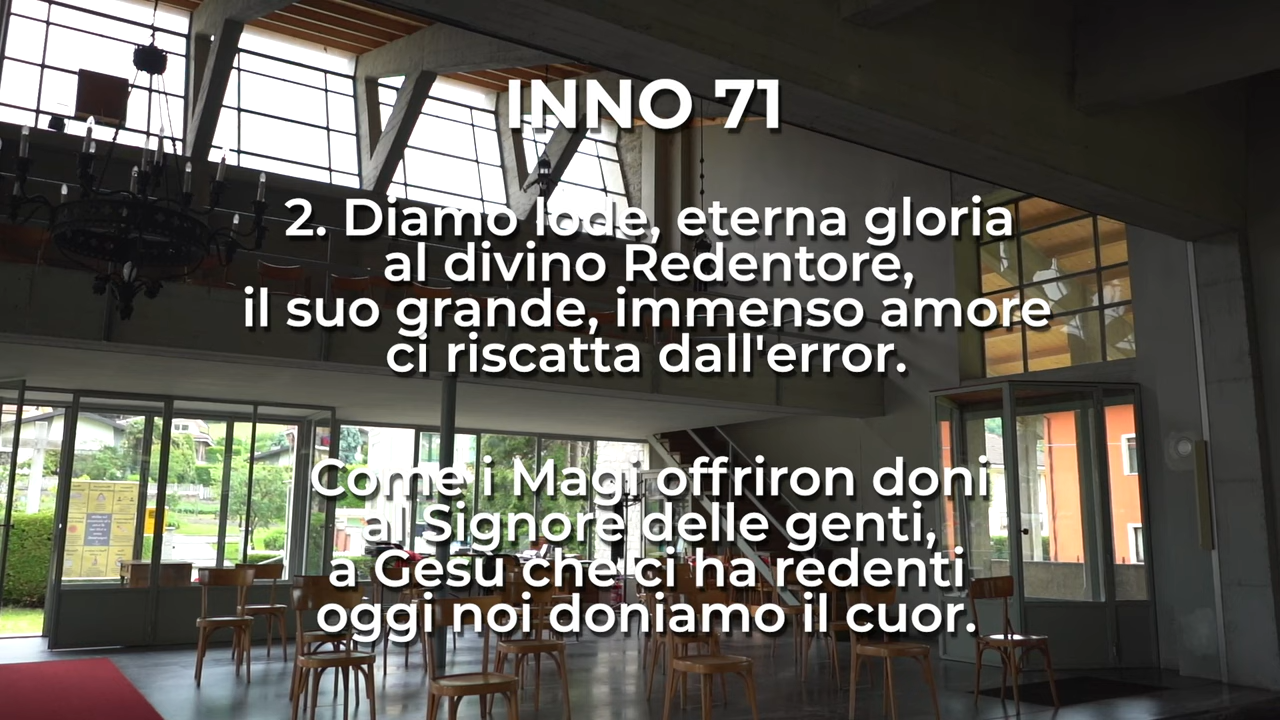 INNO 71
2. Diamo lode, eterna gloria
al divino Redentore,
il suo grande, immenso amore
ci riscatta dall'error.
Come i Magi offriron doni
al Signore delle genti,
a Gesù che ci ha redenti
oggi noi doniamo il cuor.